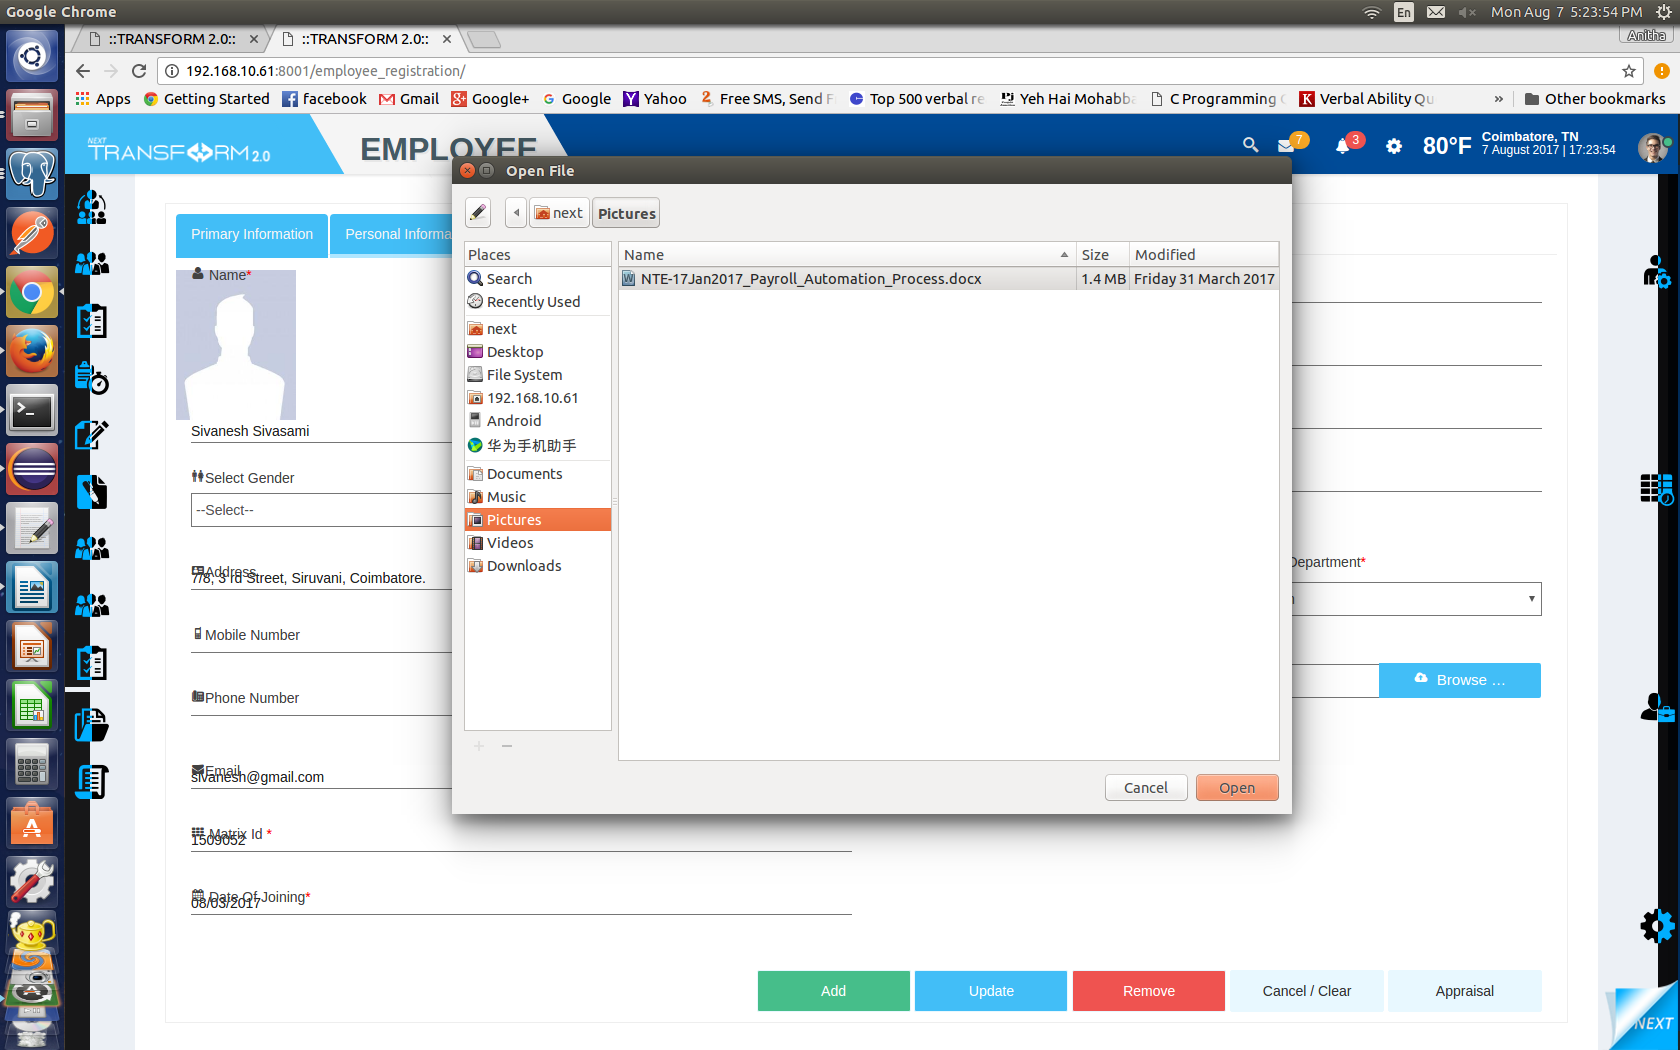 Google Chrome
En
Mon Aug 7 5:23:54 PM
::TRANSFORM 2.0::
::TRANSFORM 2.0::
Anitha
192.168.10.61:8001/employee_registration/
Apps
Getting Started
facebook
Gmail
Google+
Google
Yahoo
Free SMS, Send F
Top 500 verbal re
Yeh Hai Mohabba
C Programming
Verbal Ability Qu
»
Other bookmarks
NEXT
TRANSFORM 2.0
EMPLOYEE
7
3
80°F
Coimbatore, TN
7 August 2017 | 17:23:54
Open File
next
Pictures
Primary Information
Personal Informa
Places
Name
Size
Modified
Name*
Search
NTE-17Jan2017_Payroll_Automation_Process.docx
1.4 MB
Friday 31 March 2017
Recently Used
next
Desktop
File System
192.168.10.61
Android
华为手机助手
Documents
Music
Pictures
Videos
Downloads
Sivanesh Sivasami
Select Gender
--Select--
Address
7/8, 3 rd Street, Siruvani, Coimbatore.
Department*
n
Mobile Number
Browse ...
Phone Number
Email
sivanesh@gmail.com
Cancel
Open
Matrix Id *
1509052
Date Of Joining*
08/03/2017
Add
Update
Remove
Cancel / Clear
Appraisal
NEXT